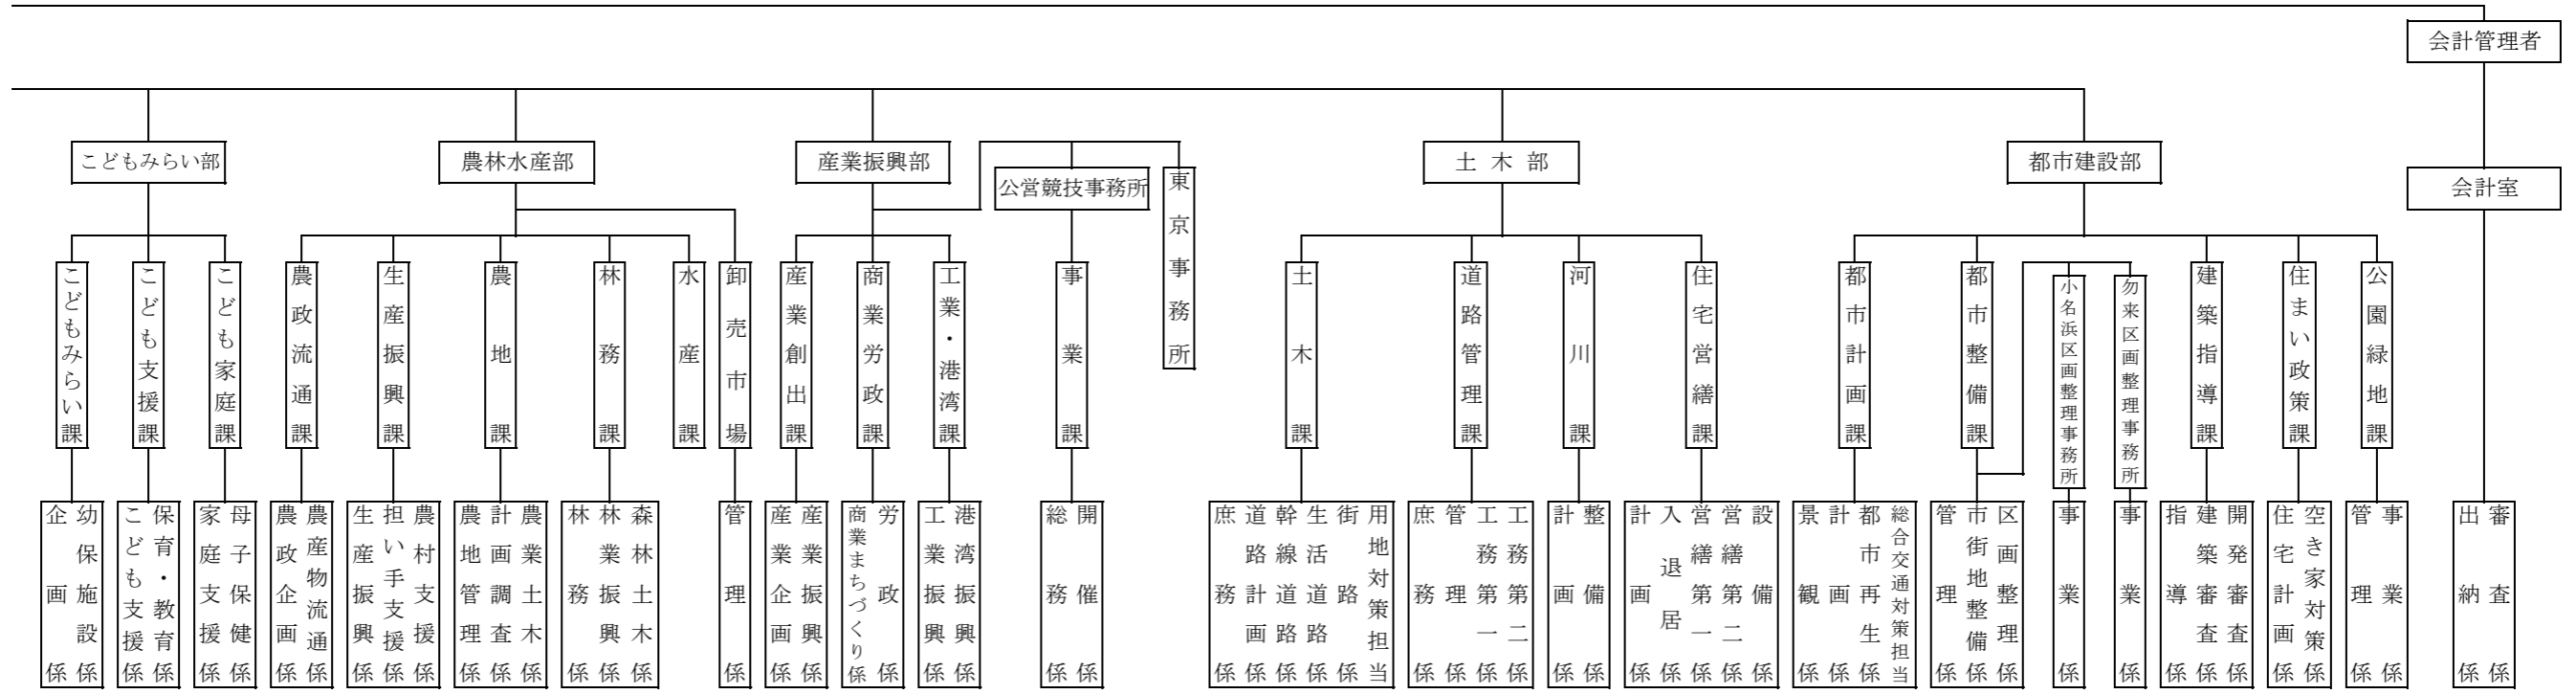 会計管理者
こどもみらい部
農林水産部
産業振興部
土木部
都市建設部
公営競技事務所
東京事務所
会計室
こどもみらい課
こども支援課
こども家庭課
農政流通課
生産振興課
農地課
林務課
水産課
卸売市場
産業創出課
商業労政課
工業・港湾課
事業課
土木課
道路管理課
河川課
住宅営繕課
都市計画課
都市整備課
小名浜区画整理事務所
勿来区画整理事務所
建築指導課
住まい政策課
公園緑地課
企画係
幼保施設係
こども支援係
保育・教育係
家庭支援係
母子保健係
農政企画係
農産物流通係
生産振興係
担い手支援係
農村支援係
農地管理係
計画調査係
農業土木係
林務係
林業振興係
森林土木係
管理係
産業企画係
産業振興係
商業まちづくり係
労政係
工業振興係
港湾振興係
総務係
開催係
庶務係
道路計画係
幹線道路係
生活道路係
街路係
用地対策担当
庶務係
管理係
工務第一係
工務第二係
計画係
整備係
計画係
入退居係
営繕第一係
営繕第二係
設備係
景観係
計画係
都市再生係
総合交通対策担当
管理係
市街地整備係
区画整理係
事業係
事業係
指導係
建築審査係
開発審査係
住宅計画係
空き家対策係
管理係
事業係
出納係
審査係